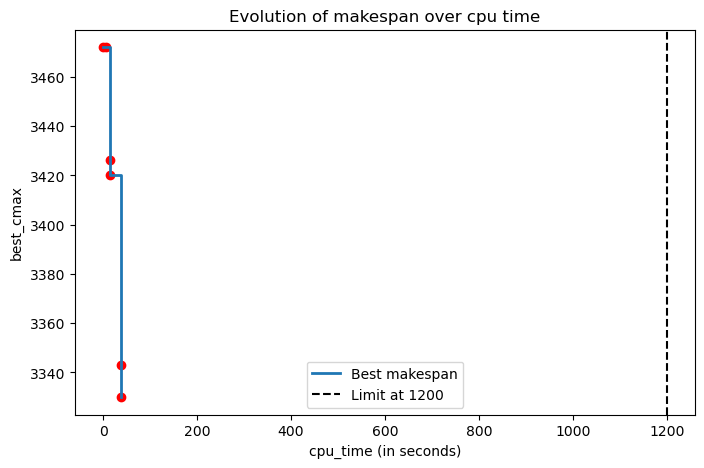 Evolution of makespan over cpu time
best_cmax
3460
3440
3420
3400
3380
3360
3340
Best makespan
Limit at 1200
0
200
400
600
800
1000
1200
cpu_time (in seconds)